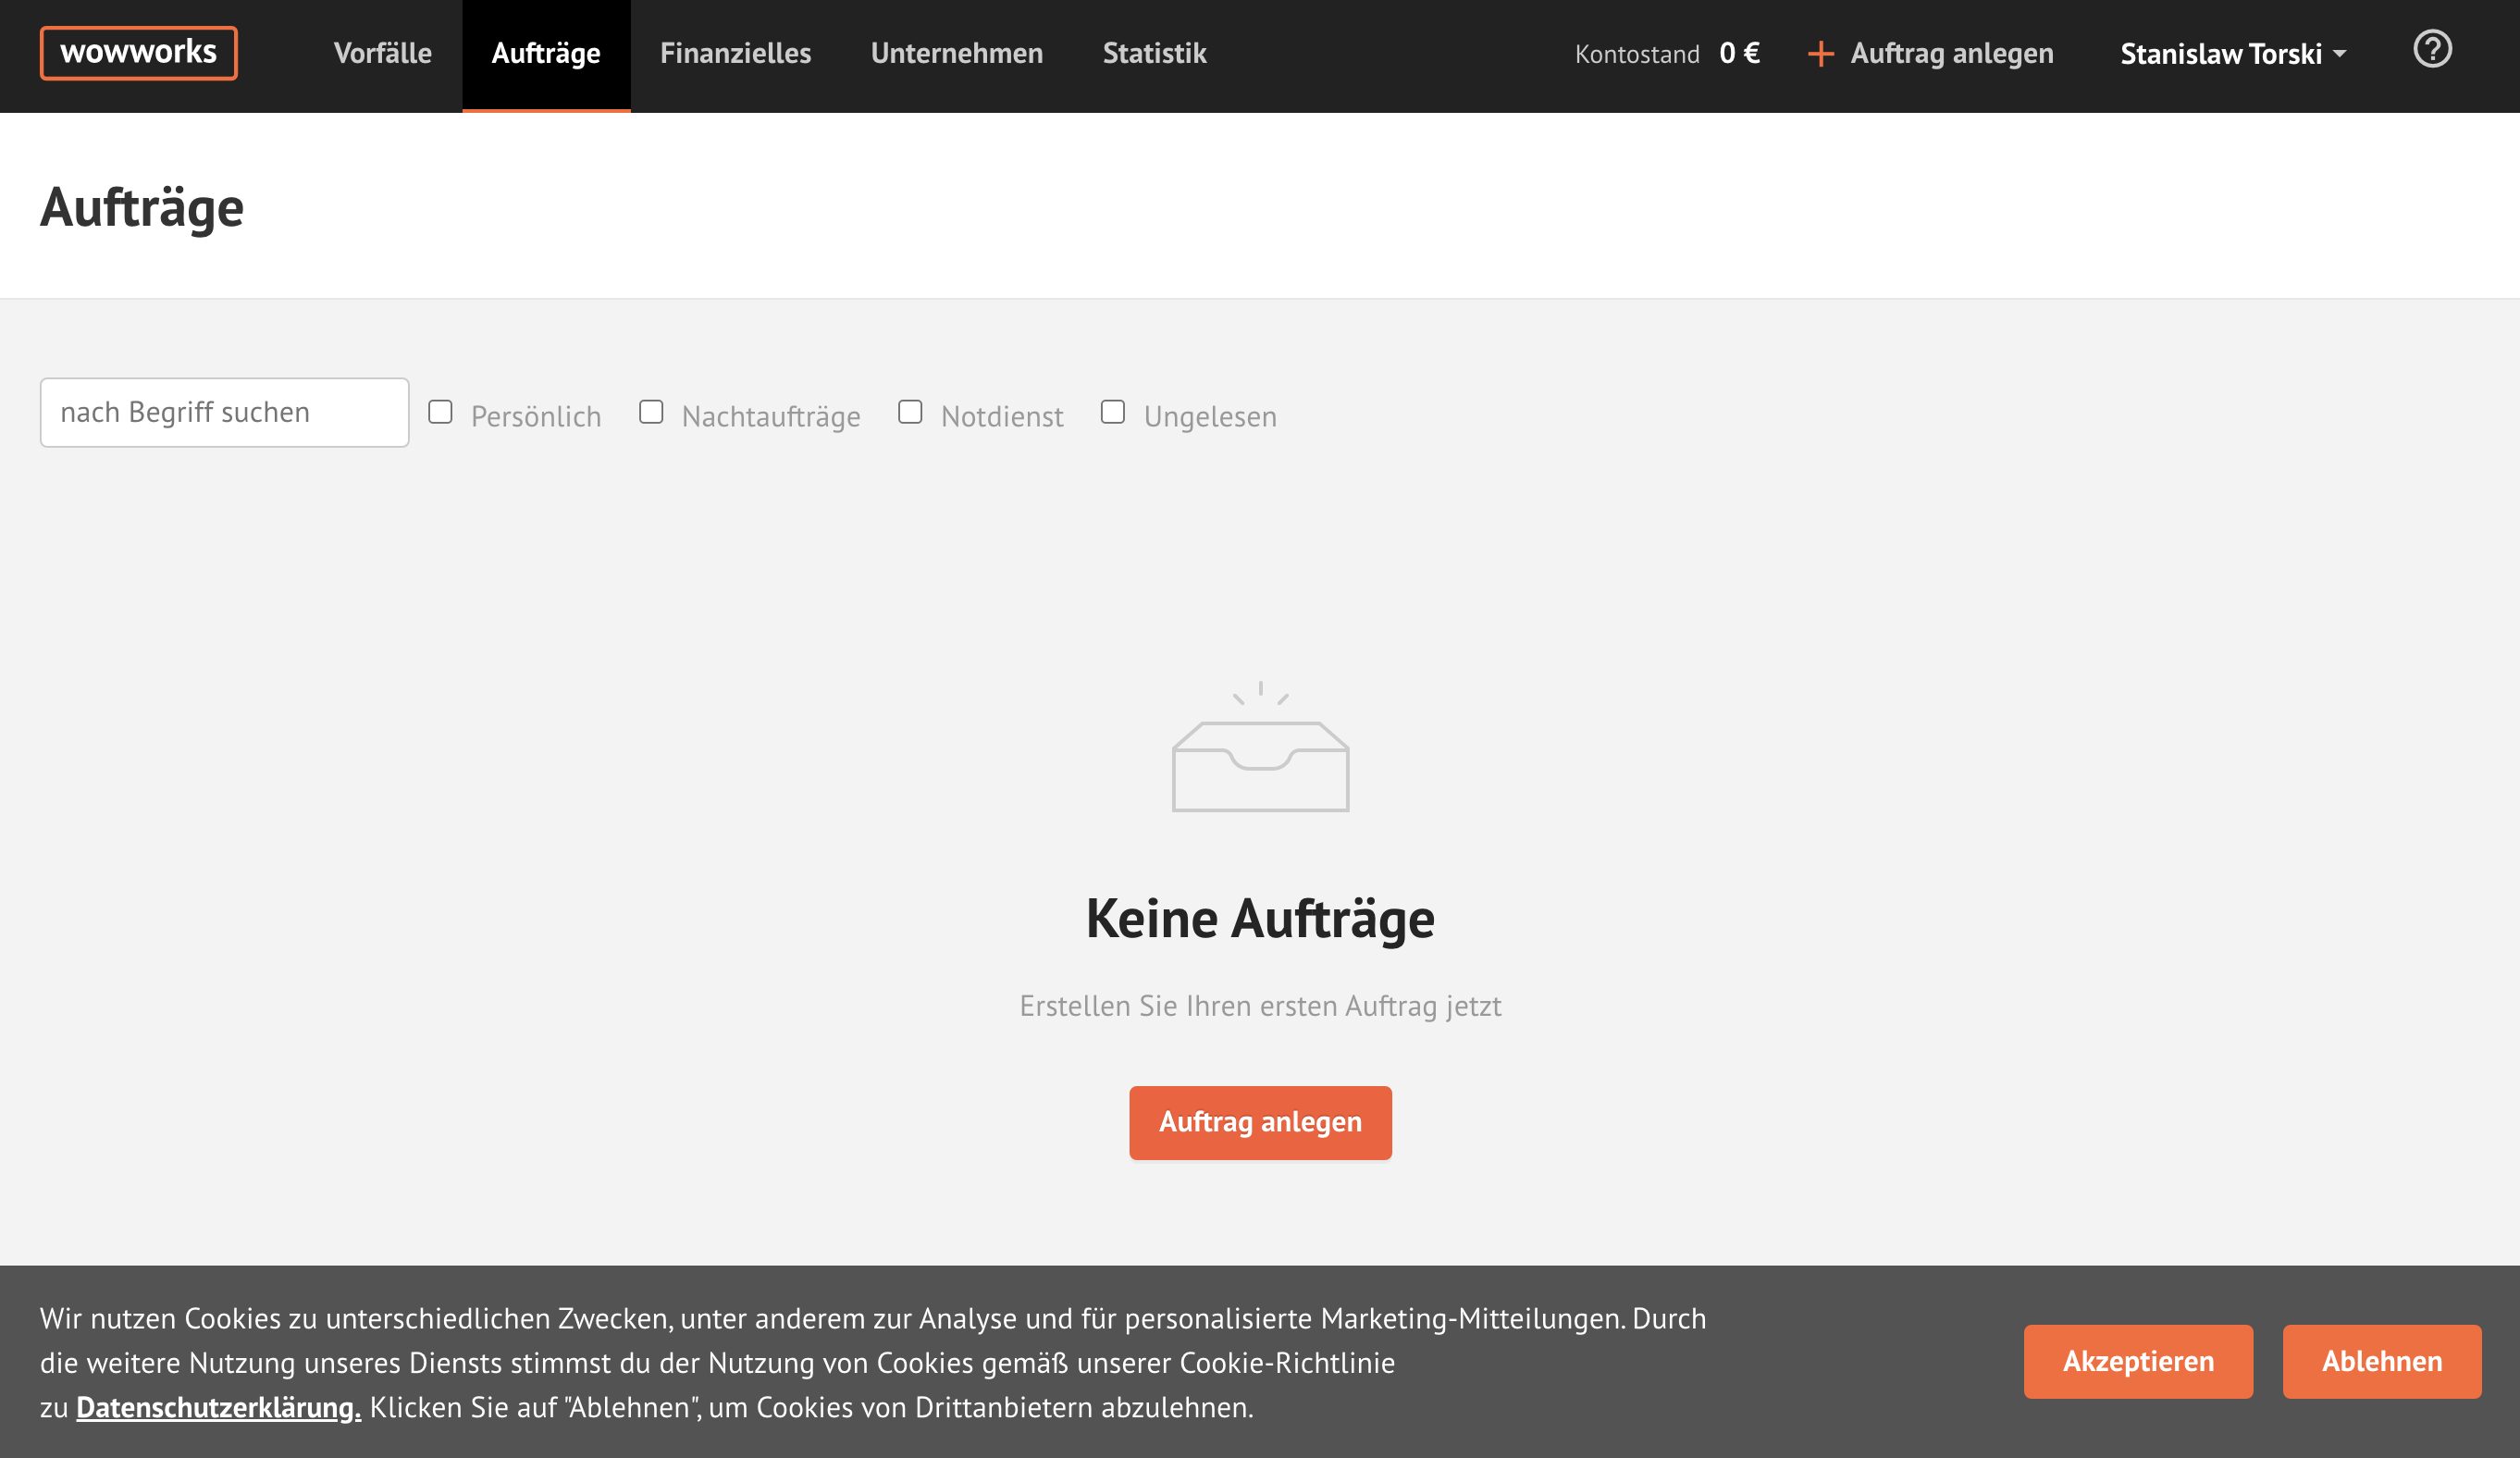 wowworks
Vorfälle
Aufträge
Finanzielles
Unternehmen
Statistik
Kontostand 0 €
+ Auftrag anlegen
Stanislaw Torski
?
Aufträge
nach Begriff suchen
Persönlich
Nachtaufträge
Notdienst
Ungelesen
Keine Aufträge
Erstellen Sie Ihren ersten Auftrag jetzt
Auftrag anlegen
Wir nutzen Cookies zu unterschiedlichen Zwecken, unter anderem zur Analyse und für personalisierte Marketing-Mitteilungen. Durch
die weitere Nutzung unseres Diensts stimmst du der Nutzung von Cookies gemäß unserer Cookie-Richtlinie
zu Datenschutzerklärung. Klicken Sie auf "Ablehnen", um Cookies von Drittanbietern abzulehnen.
Akzeptieren
Ablehnen